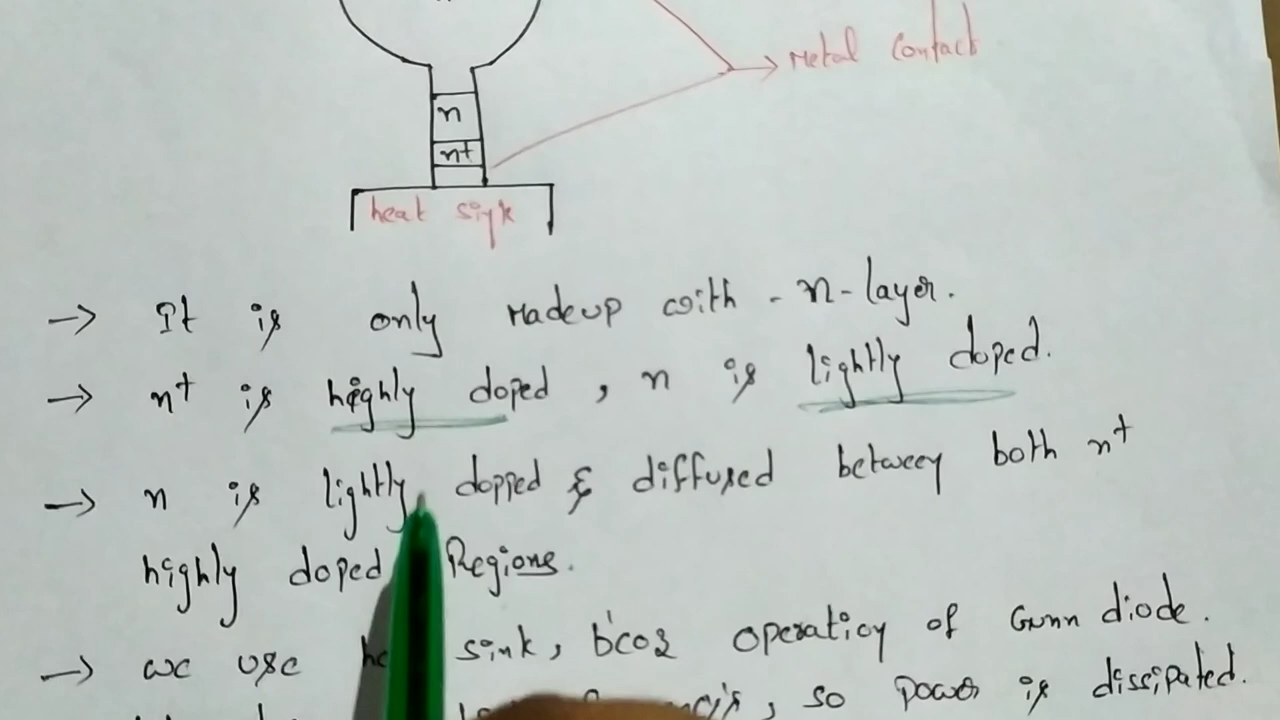 Metal contact
n
n+
heat sink
→ It is only Madeup with - n-layer.
→ n+ is highly doped, n is lightly doped.
→ n is lightly dopped & diffused between both n+
highly doped Regions.
→ we use sink, b'coz operation of Gunn diode.
, so power is dissipated.